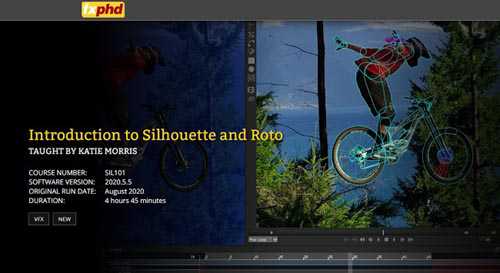 fxphd
Introduction to Silhouette and Roto
TAUGHT BY KATIE MORRIS
COURSE NUMBER: SIL101
SOFTWARE VERSION: 2020.5.5
ORIGINAL RUN DATE: August 2020
DURATION: 4 hours 45 minutes
VFX NEW